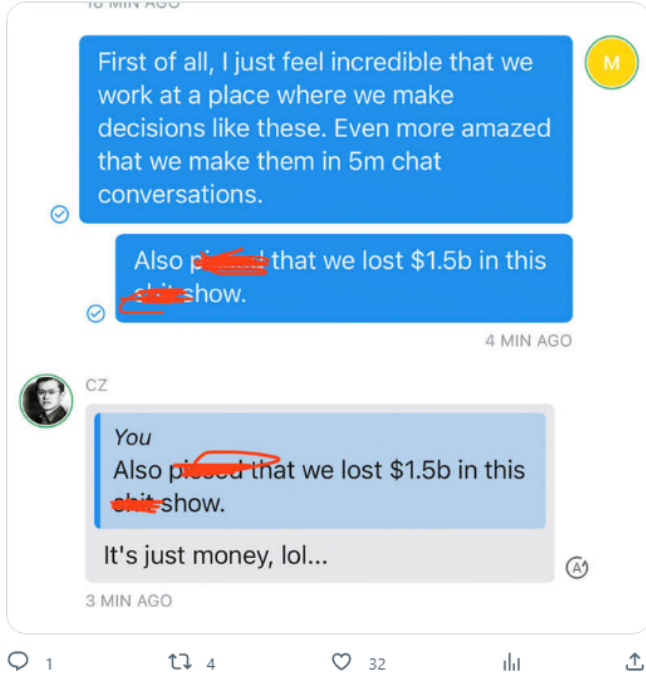 First of all, I just feel incredible that we
work at a place where we make
decisions like these. Even more amazed
that we make them in 5m chat
conversations.
M
Also that we lost $1.5b in this
show.
4 MIN AGO
CZ
You
Also that we lost $1.5b in this
show.
It's just money, lol...
A
3 MIN AGO
1 4 32